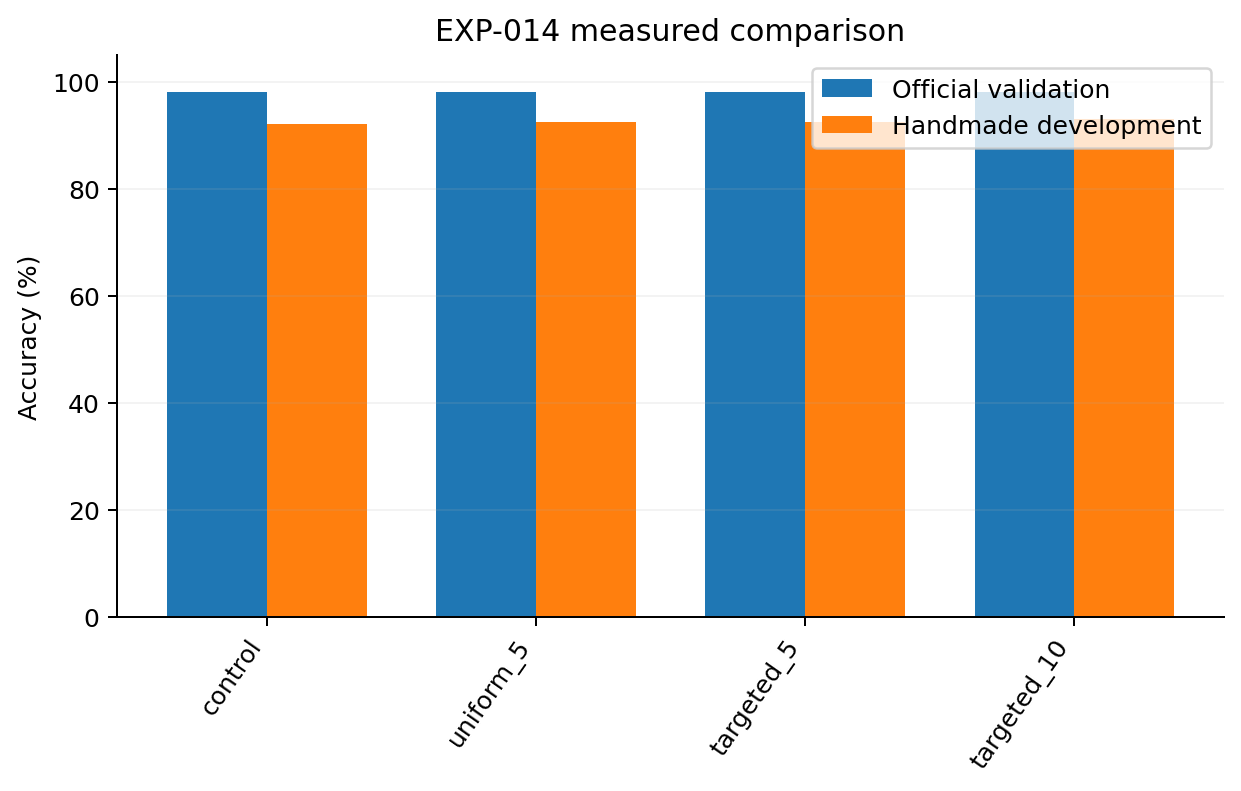 EXP-014 measured comparison
Official validation
Handmade development
Accuracy (%)
100
80
60
40
20
0
control
uniform_5
targeted_5
targeted_10